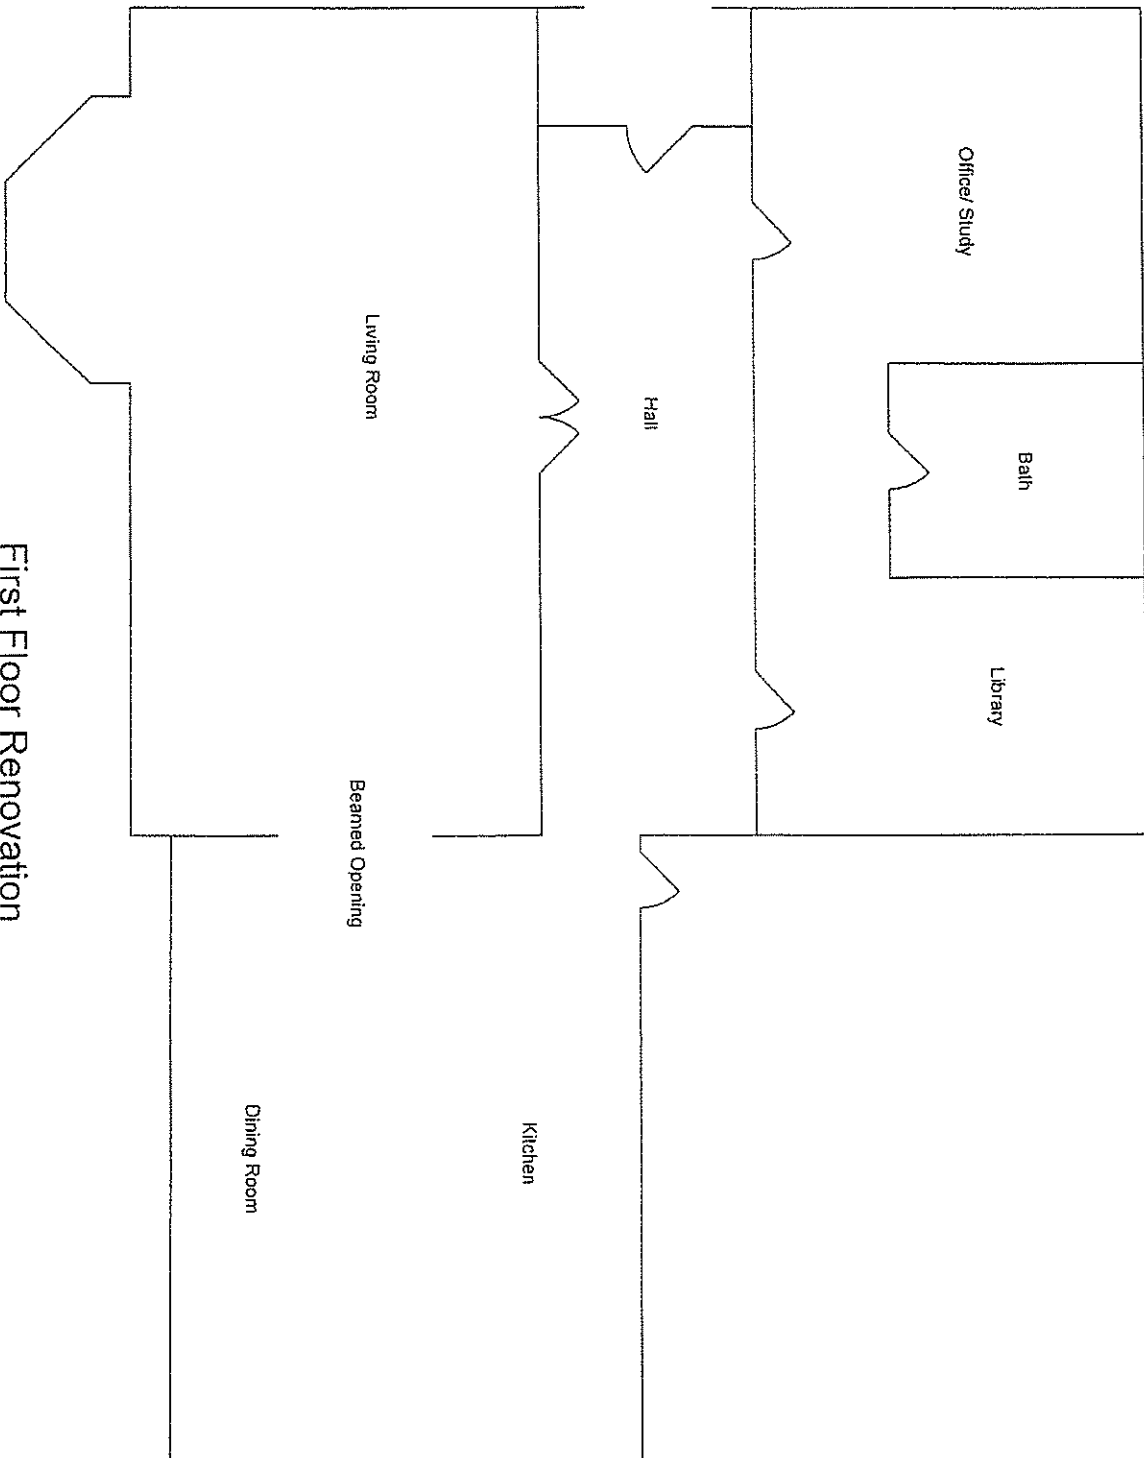 Office/ Study
Bath
Library
Hall
Living Room
Beamed Opening
Kitchen
Dining Room
First Floor Renovation